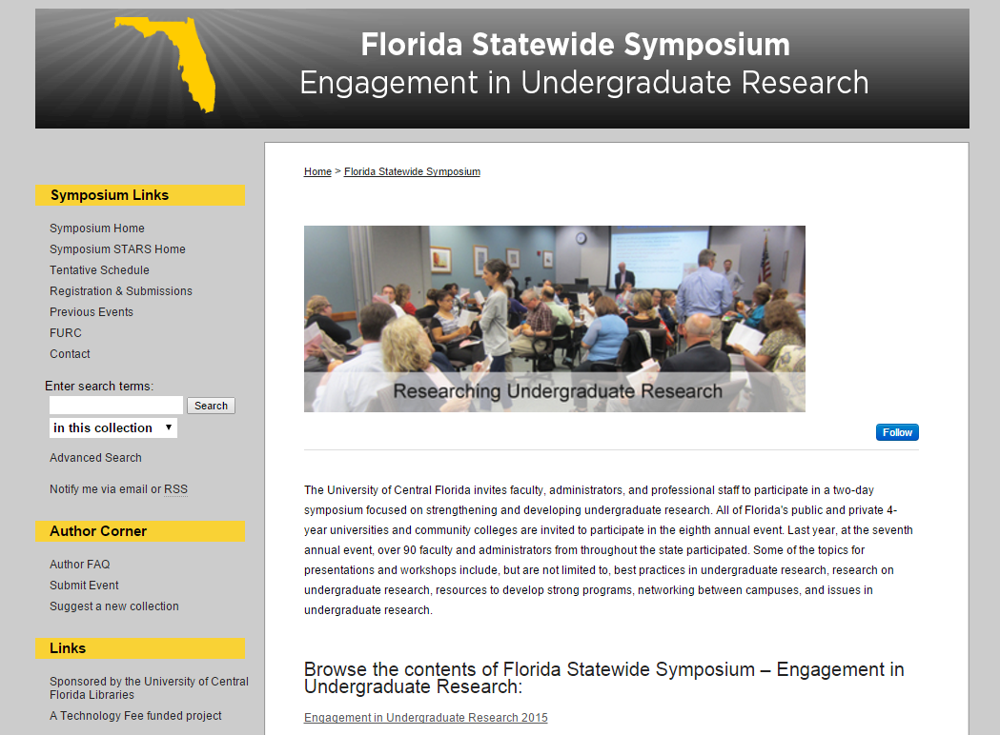 Florida Statewide Symposium
Engagement in Undergraduate Research
Symposium Links
Symposium Home
Symposium STARS Home
Tentative Schedule
Registration & Submissions
Previous Events
FURC
Contact
Enter search terms:
Search
in this collection
Advanced Search
Notify me via email or RSS
Author Corner
Author FAQ
Submit Event
Suggest a new collection
Links
Sponsored by the University of Central
Florida Libraries
A Technology Fee funded project
Home > Florida Statewide Symposium
Researching Undergraduate Research
Follow
The University of Central Florida invites faculty, administrators, and professional staff to participate in a two-day
symposium focused on strengthening and developing undergraduate research. All of Florida's public and private 4-
year universities and community colleges are invited to participate in the eighth annual event. Last year, at the seventh
annual event, over 90 faculty and administrators from throughout the state participated. Some of the topics for
presentations and workshops include, but are not limited to, best practices in undergraduate research, research on
undergraduate research, resources to develop strong programs, networking between campuses, and issues in
undergraduate research.
Browse the contents of Florida Statewide Symposium – Engagement in
Undergraduate Research:
Engagement in Undergraduate Research 2015